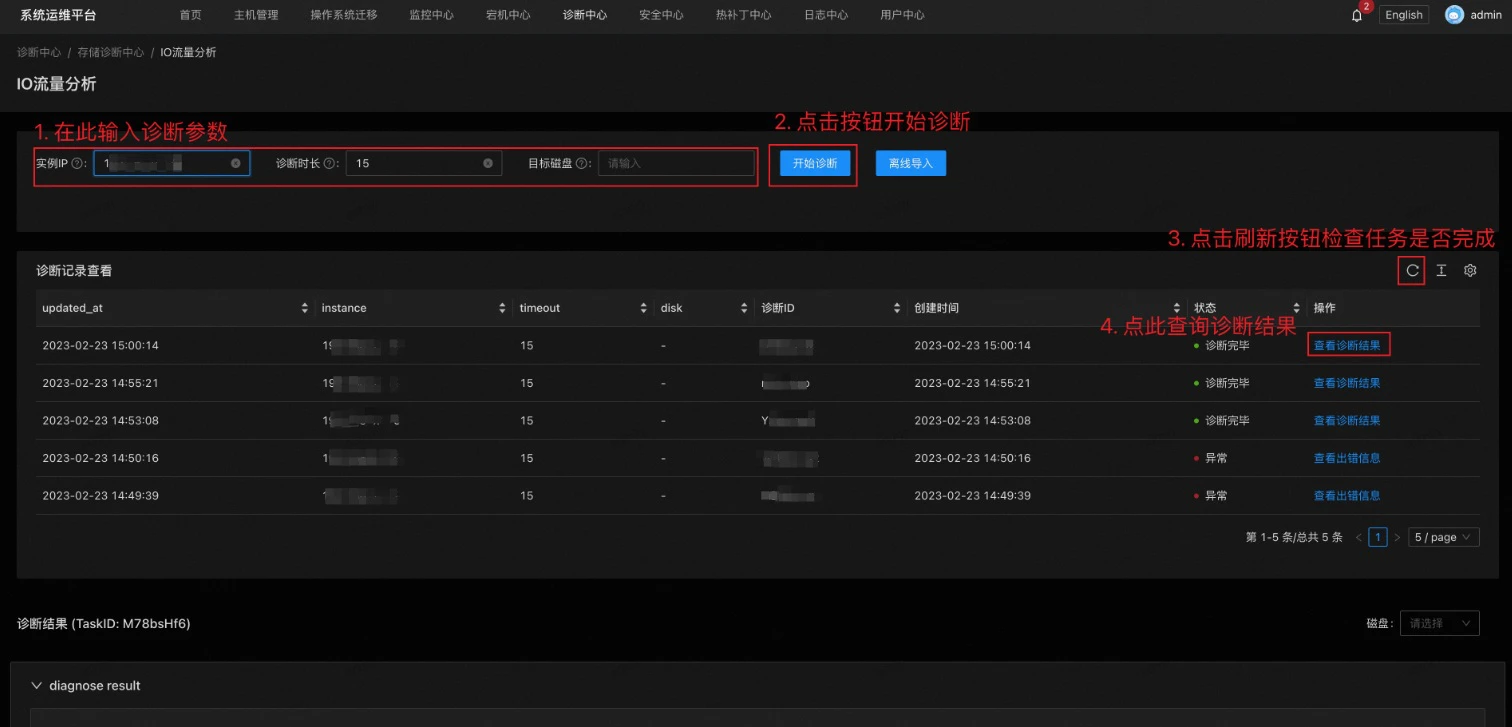 系统运维平台 首页 主机管理 操作系统迁移 监控中心 宕机中心 诊断中心 安全中心 热补丁中心 日志中心 用户中心 2 English admin
诊断中心 / 存储诊断中心 / IO流量分析
IO流量分析
1. 在此输入诊断参数 2. 点击按钮开始诊断
实例IP ? : 1 诊断时长 ? : 15 目标磁盘 ? : 请输入 开始诊断 离线导入
3. 点击刷新按钮检查任务是否完成
诊断记录查看
updated_at instance timeout disk 诊断ID 创建时间 状态 操作
4. 点此查询诊断结果
2023-02-23 15:00:14 19 15 - 2023-02-23 15:00:14 诊断完毕 查看诊断结果
2023-02-23 14:55:21 19 15 - 2023-02-23 14:55:21 诊断完毕 查看诊断结果
2023-02-23 14:53:08 19 15 - Y 2023-02-23 14:53:08 诊断完毕 查看诊断结果
2023-02-23 14:50:16 1 15 - 2023-02-23 14:50:16 异常 查看出错信息
2023-02-23 14:49:39 15 - 2023-02-23 14:49:39 异常 查看出错信息
第 1-5 条/总共 5 条 < 1 > 5 / page
诊断结果 (TaskID: M78bsHf6) 磁盘: 请选择
diagnose result